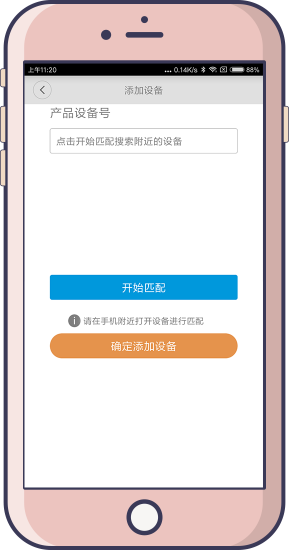 上午11:20 ... 0.14K/s 88%
添加设备
产品设备号
点击开始匹配搜索附近的设备
开始匹配
请在手机附近打开设备进行匹配
确定添加设备